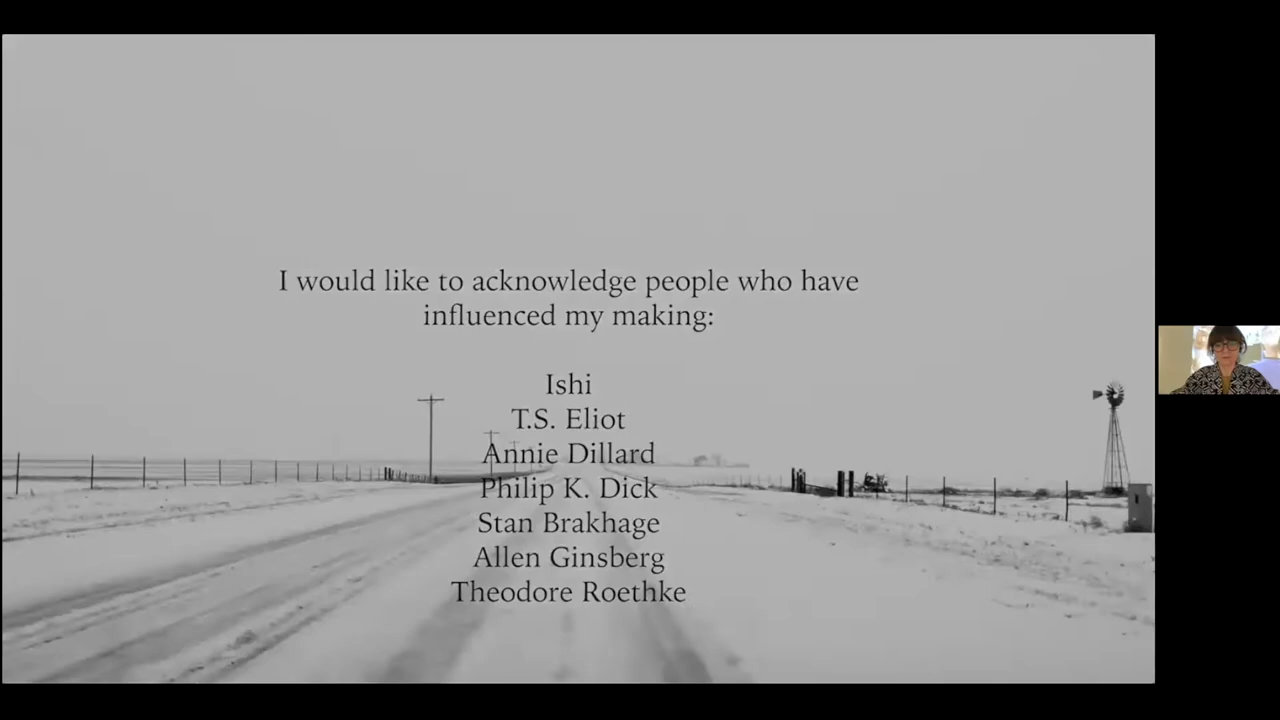 I would like to acknowledge people who have
influenced my making:
Ishi
T.S. Eliot
Annie Dillard
Philip K. Dick
Stan Brakhage
Allen Ginsberg
Theodore Roethke